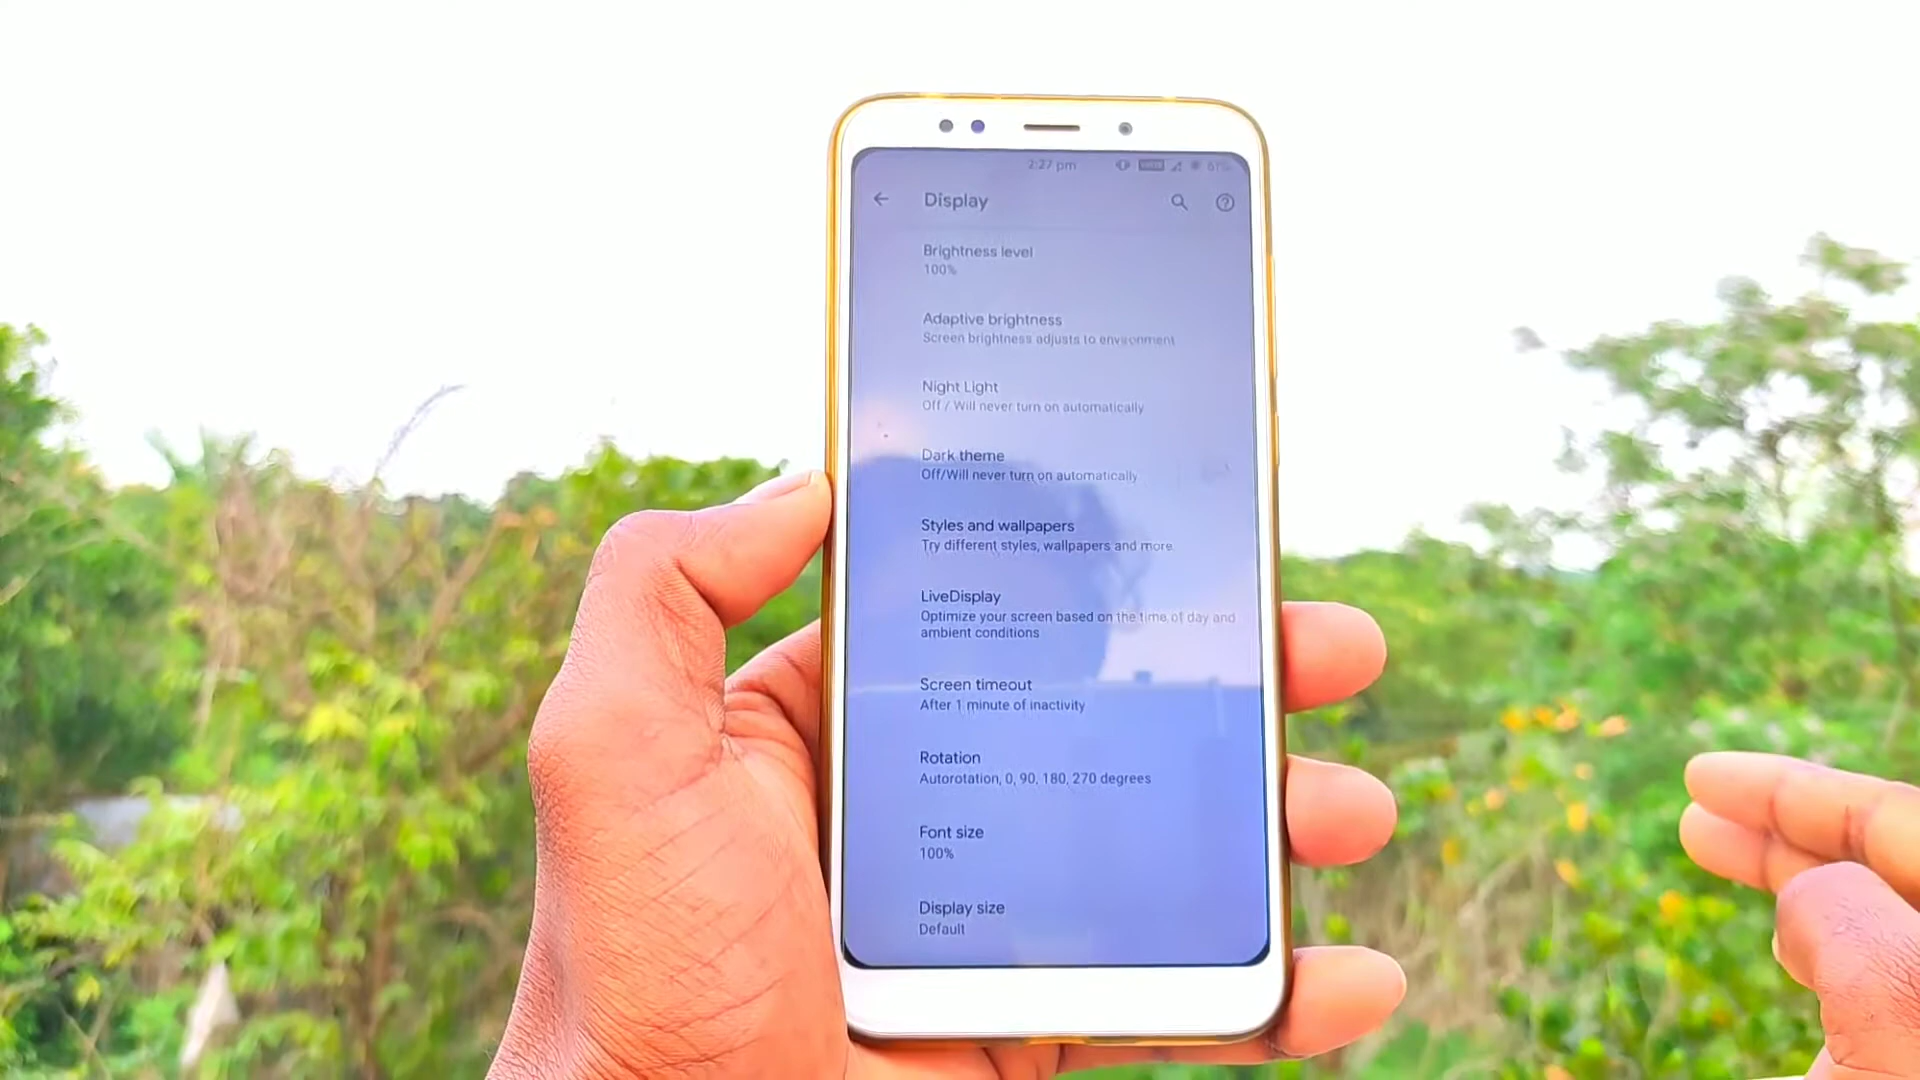 2:27 pm
Display
Brightness level
100%
Adaptive brightness
Screen brightness adjusts to environment
Night Light
Off / Will never turn on automatically
Dark theme
Off/Will never turn on automatically
Styles and wallpapers
Try different styles, wallpapers and more
LiveDisplay
Optimize your screen based on the time of day and
ambient conditions
Screen timeout
After 1 minute of inactivity
Rotation
Autorotation, 0, 90, 180, 270 degrees
Font size
100%
Display size
Default